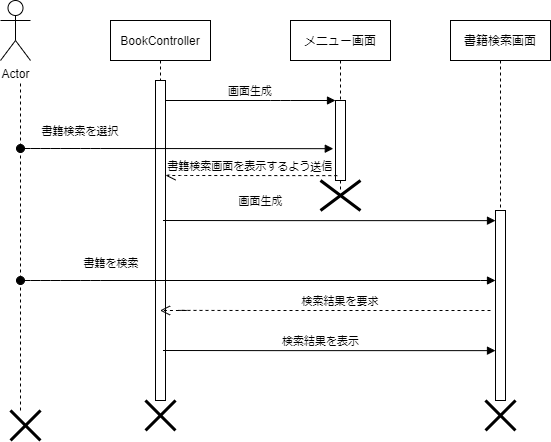 BookController
メニュー画面
書籍検索画面
Actor
画面生成
書籍検索を選択
書籍検索画面を表示するよう送信
画面生成
書籍を検索
検索結果を要求
検索結果を表示